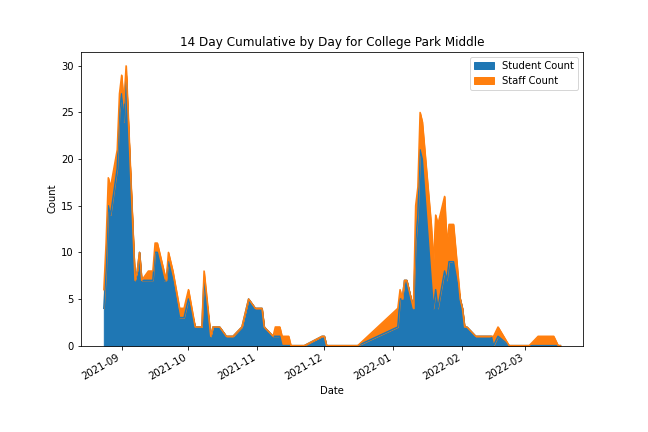 14 Day Cumulative by Day for College Park Middle
Student Count
Staff Count
30
25
20
15
10
5
0
Count
2021-09
2021-10
2021-11
2021-12
2022-01
2022-02
2022-03
Date